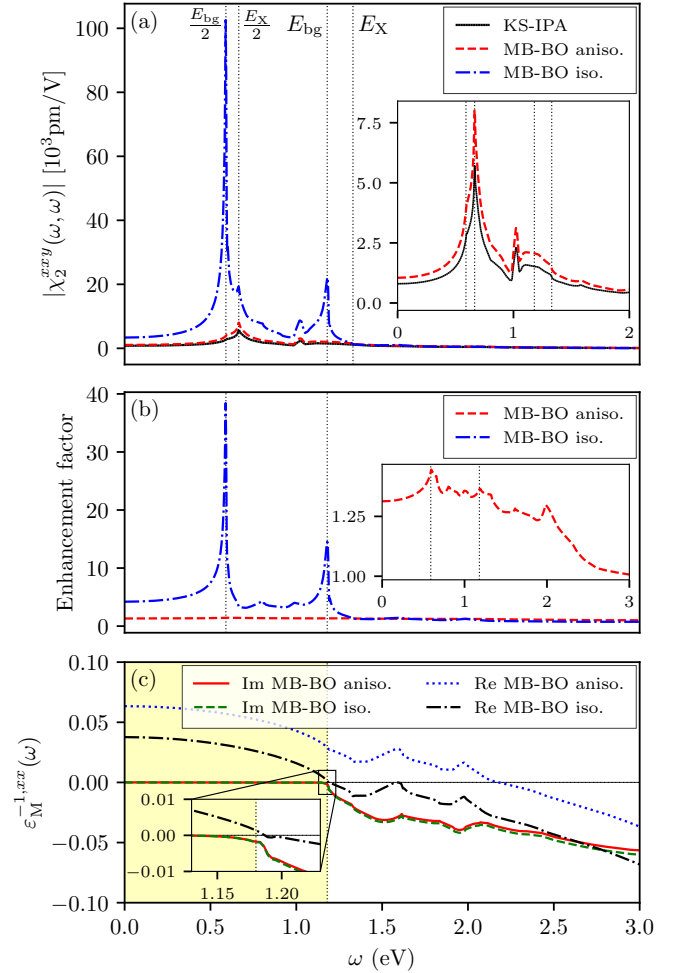 (a)
E_bg/2 E_X/2 E_bg E_X
KS-IPA
MB-BO aniso.
MB-BO iso.
|χ_2^{xxy}(ω, ω)| [10³pm/V]
100
80
60
40
20
0
7.5
5.0
2.5
0.0
0 1 2
(b)
MB-BO aniso.
MB-BO iso.
Enhancement factor
40
30
20
10
0
1.25
1.00
0 1 2 3
(c)
Im MB-BO aniso.
Im MB-BO iso.
Re MB-BO aniso.
Re MB-BO iso.
ε_M^{−1,xx}(ω)
0.10
0.05
0.00
−0.05
−0.10
0.01
0.00
−0.01
1.15 1.20
0.0 0.5 1.0 1.5 2.0 2.5 3.0
ω (eV)